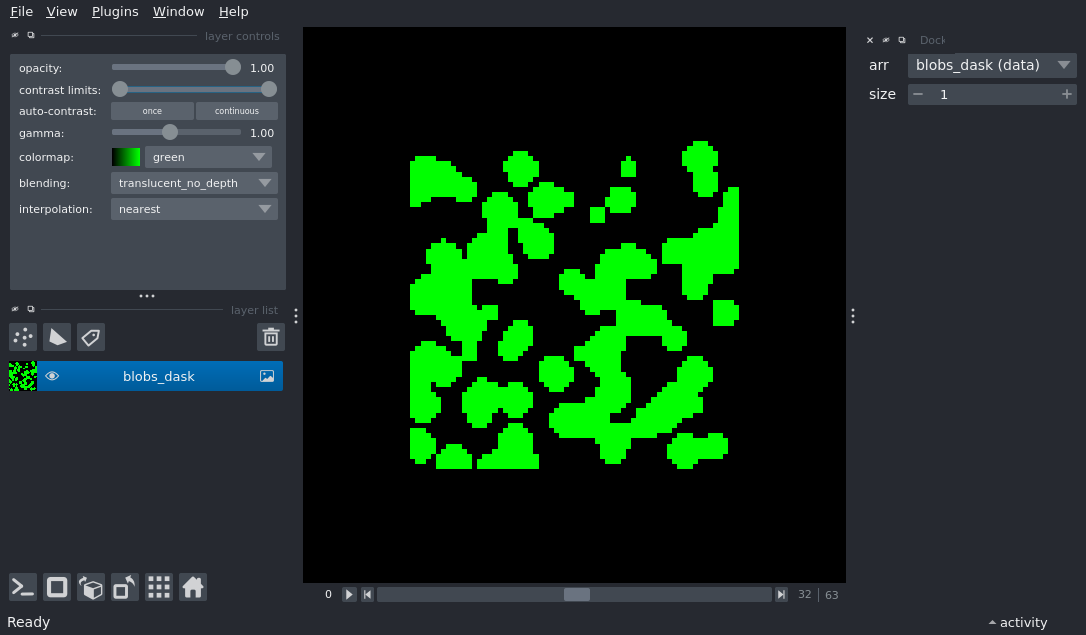 File View Plugins Window Help
layer controls
opacity: 1.00
contrast limits:
auto-contrast: once continuous
gamma: 1.00
colormap: green
blending: translucent_no_depth
interpolation: nearest
layer list
blobs_dask
0 32 63
Ready
Dock
arr blobs_dask (data)
size 1
activity